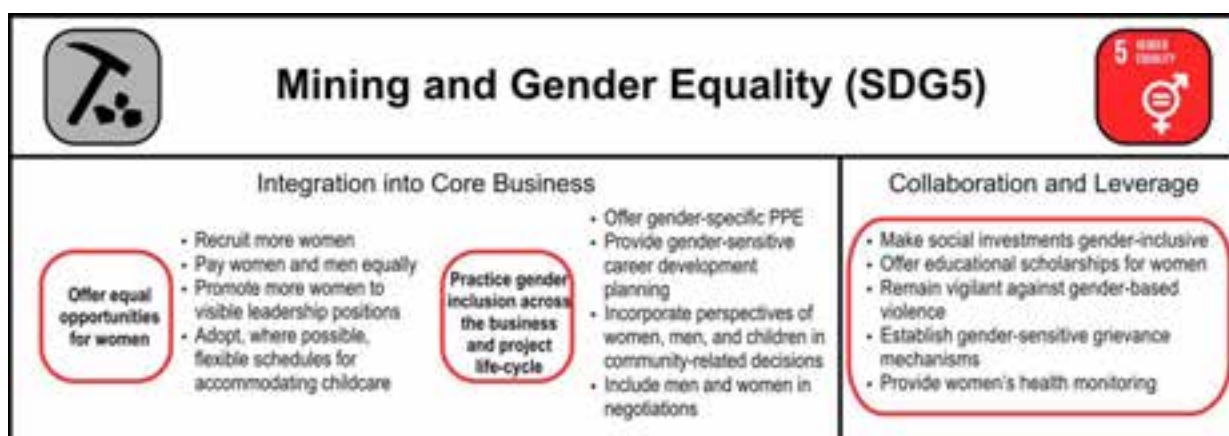 Mining and Gender Equality (SDG5)
5 GENDER
EQUALITY
Integration into Core Business
Offer equal
opportunities
for women
• Recruit more women
• Pay women and men equally
• Promote more women to
visible leadership positions
• Adopt, where possible,
flexible schedules for
accommodating childcare
Practice gender
inclusion across
the business
and project
life-cycle
• Offer gender-specific PPE
• Provide gender-sensitive
career development
planning
• Incorporate perspectives of
women, men, and children in
community-related decisions
• Include men and women in
negotiations
Collaboration and Leverage
• Make social investments gender-inclusive
• Offer educational scholarships for women
• Remain vigilant against gender-based
violence
• Establish gender-sensitive grievance
mechanisms
• Provide women's health monitoring